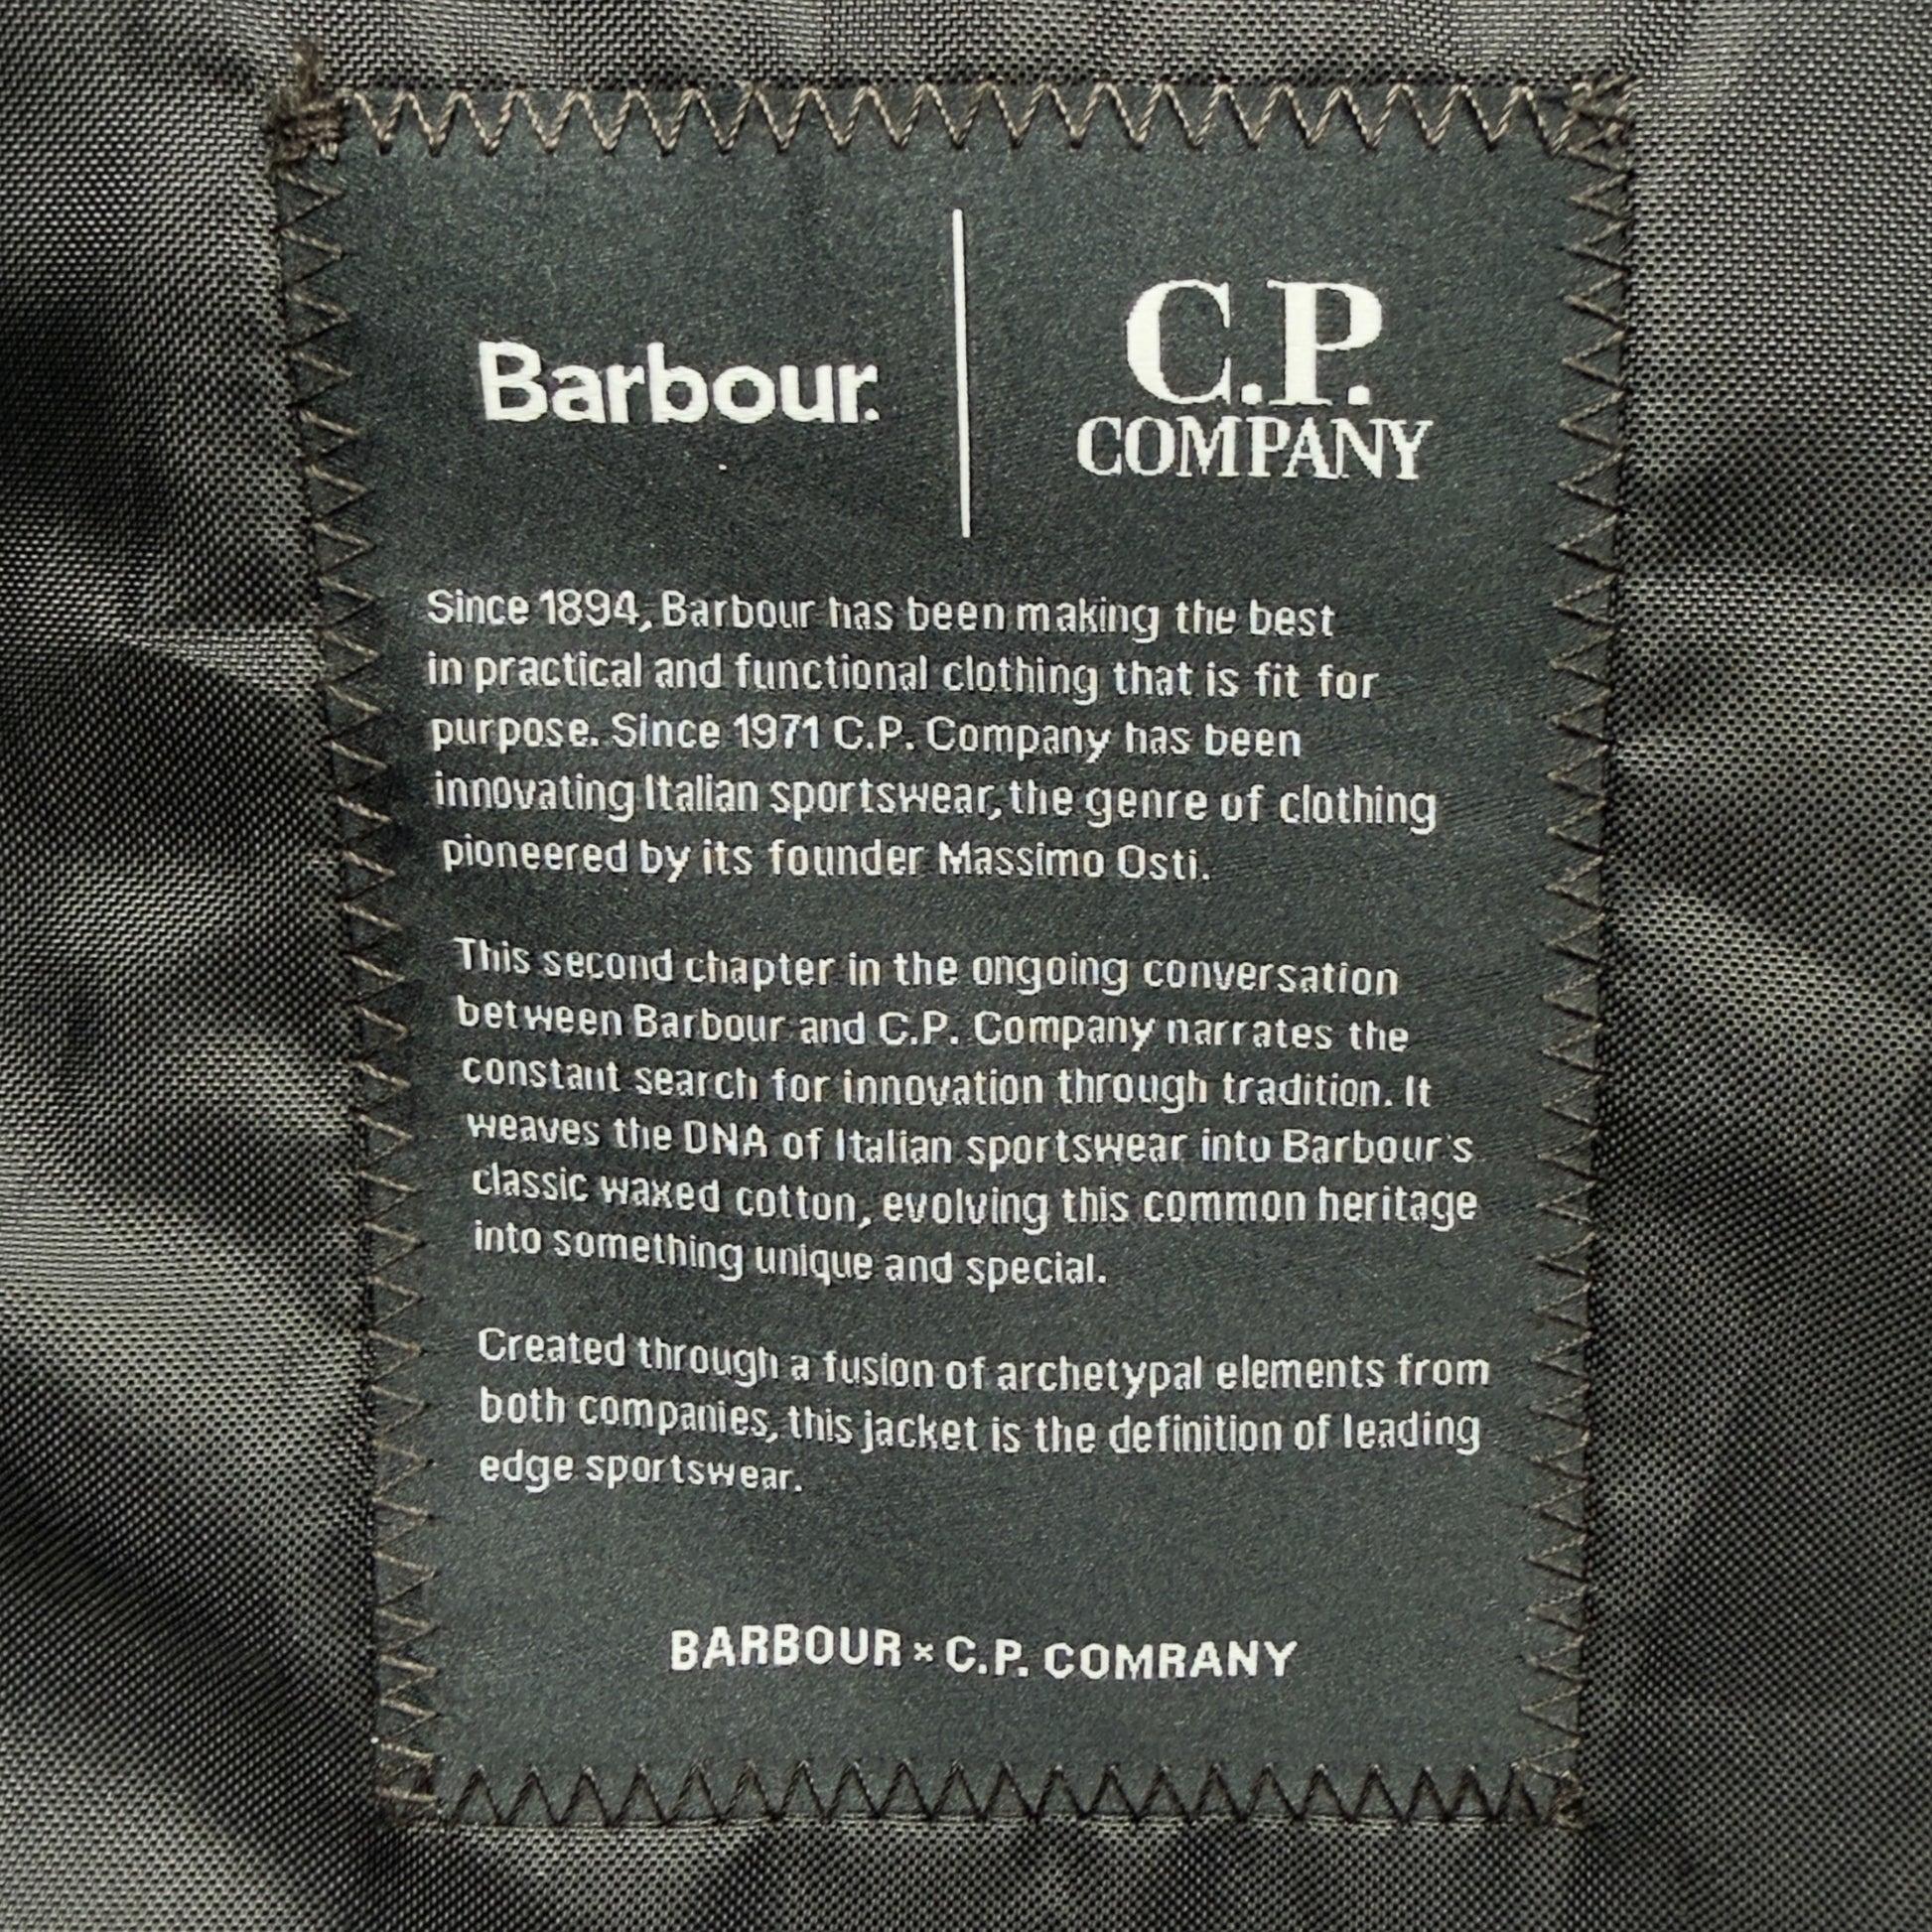 Barbour.
C.P.
COMPANY
Since 1894, Barbour has been making the best
in practical and functional clothing that is fit for
purpose. Since 1971 C.P. Company has been
innovating Italian sportswear, the genre of clothing
pioneered by its founder Massimo Osti.
This second chapter in the ongoing conversation
between Barbour and C.P. Company narrates the
constant search for innovation through tradition. It
weaves the DNA of Italian sportswear into Barbour's
classic waxed cotton, evolving this common heritage
into something unique and special.
Created through a fusion of archetypal elements from
both companies, this jacket is the definition of leading
edge sportswear.
BARBOUR × C.P. COMRANY